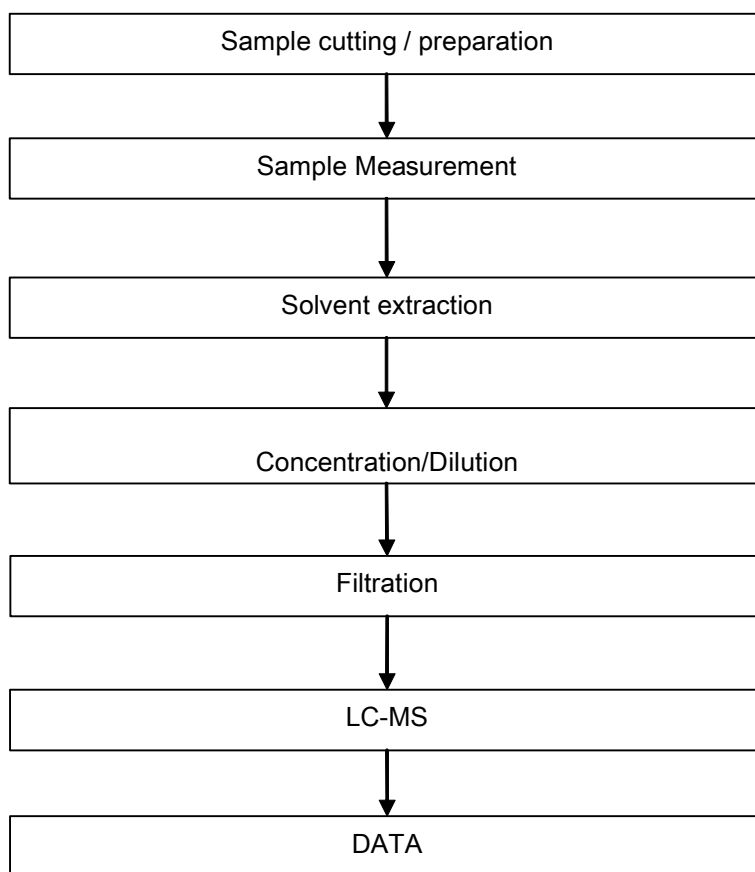 Sample cutting / preparation
Sample Measurement
Solvent extraction
Concentration/Dilution
Filtration
LC-MS
DATA